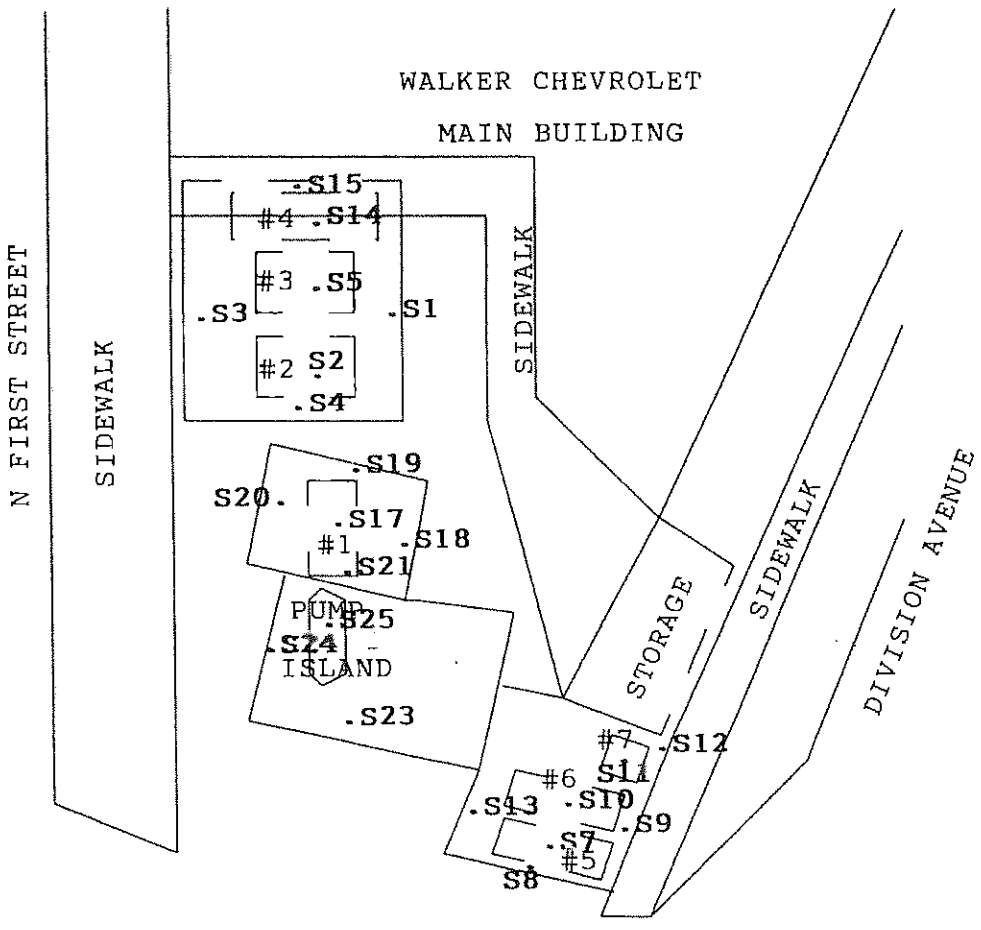 WALKER CHEVROLET
MAIN BUILDING
N FIRST STREET
SIDEWALK
SIDEWALK
.S15
#4 .S14
#3 .S5
.S3
.S1
#2 S2
.S4
.S19
S20.
.S17
#1
.S18
.S21
PUMP
.S25
.S24
ISLAND
.S23
STORAGE
SIDEWALK
DIVISION AVENUE
#7
.S12
S11
#6
.S10
.S13
.S9
.S7
#5
S8